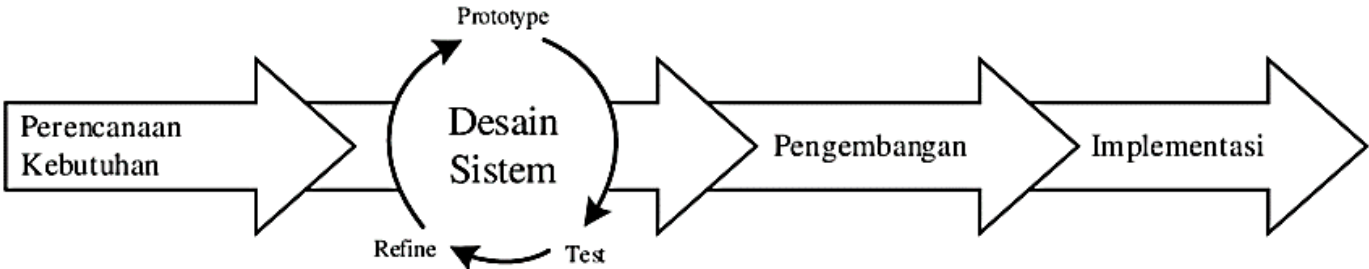 Perencanaan
Kebutuhan
Prototype
Desain
Sistem
Refine
Test
Pengembangan
Implementasi